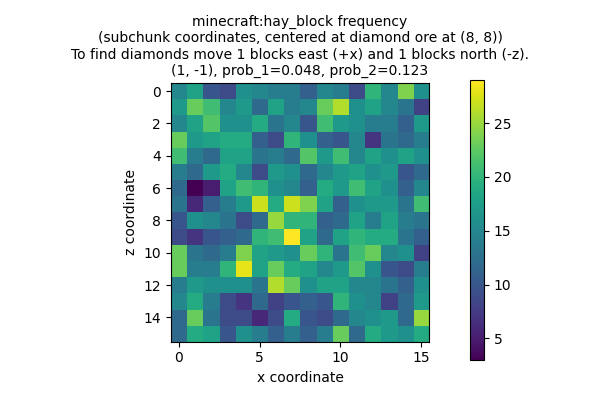 minecraft:hay_block frequency
(subchunk coordinates, centered at diamond ore at (8, 8))
To find diamonds move 1 blocks east (+x) and 1 blocks north (-z).
(1, -1), prob_1=0.048, prob_2=0.123
0
2
4
6
8
10
12
14
z coordinate
0
5
10
15
x coordinate
25
20
15
10
5